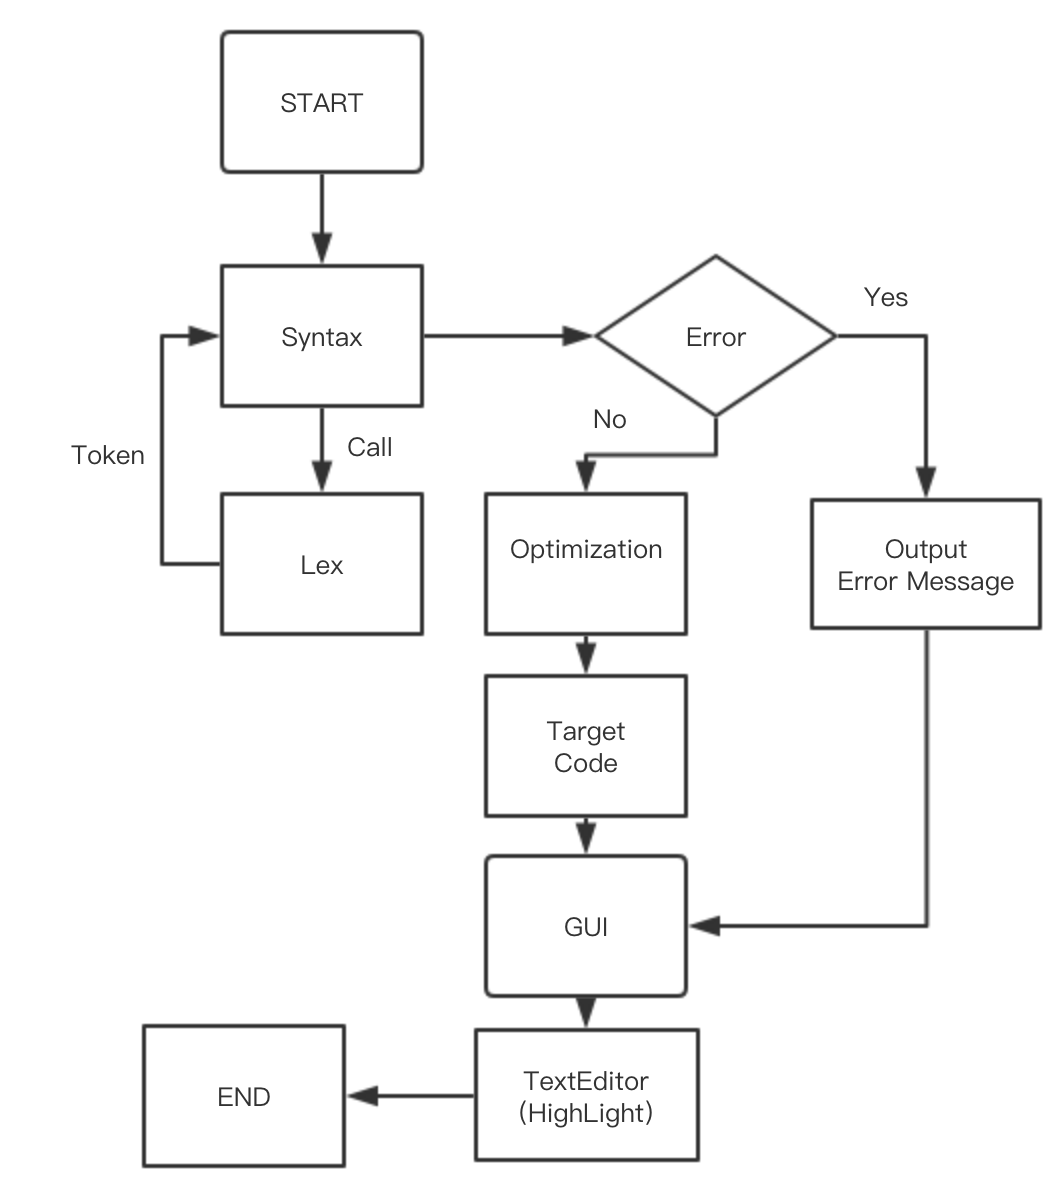 START
Syntax
Error
Yes
No
Token
Call
Lex
Optimization
Output
Error Message
Target
Code
GUI
END
TextEditor
(HighLight)